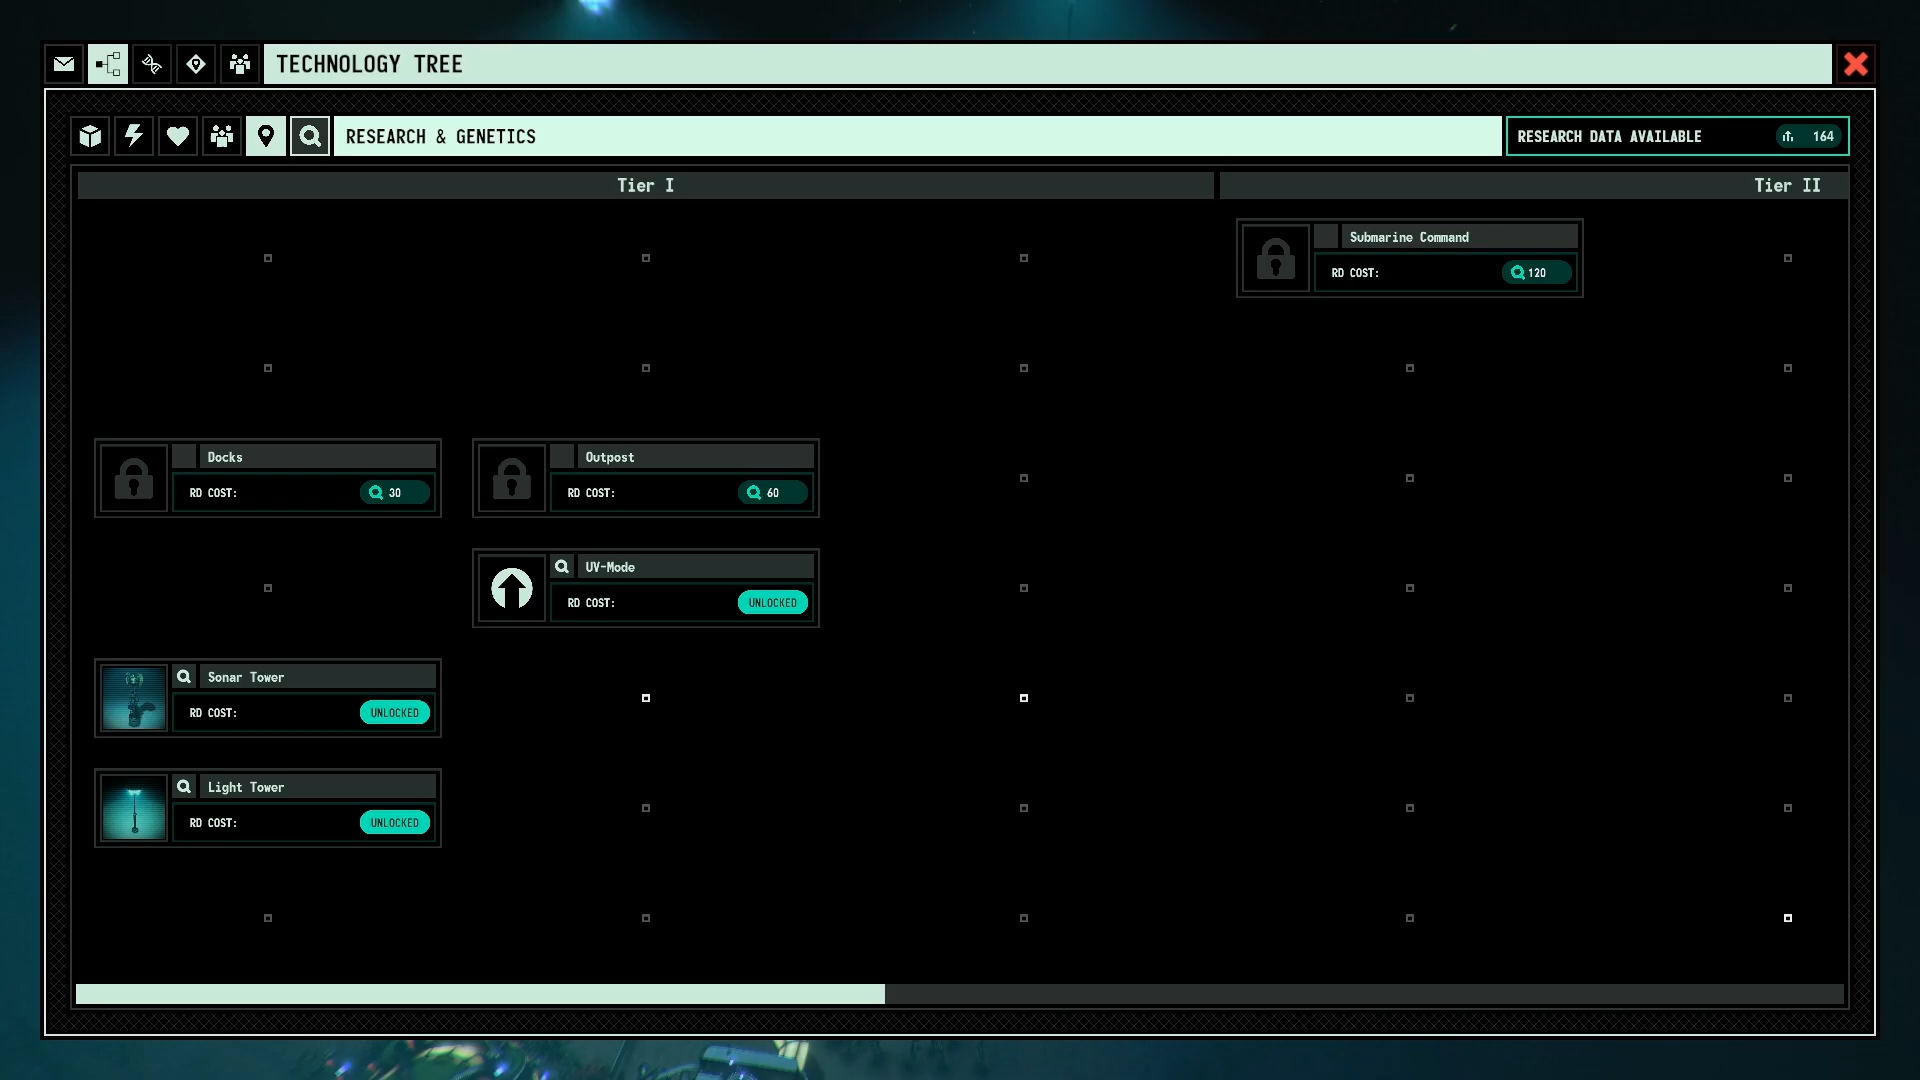 TECHNOLOGY TREE
RESEARCH & GENETICS
RESEARCH DATA AVAILABLE 164
Tier I
Tier II
Submarine Command
RD COST: 120
Docks
RD COST: 30
Outpost
RD COST: 60
UV-Mode
RD COST: UNLOCKED
Sonar Tower
RD COST: UNLOCKED
Light Tower
RD COST: UNLOCKED